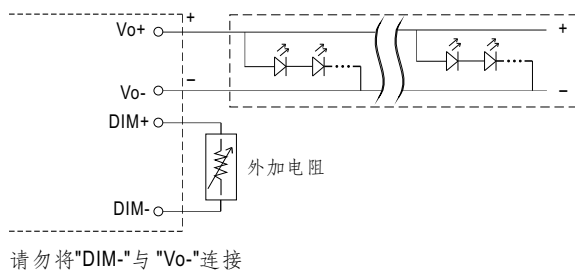 Vo+ +
+
Vo- −
−
DIM+
外加电阻
DIM-
请勿将"DIM-"与 "Vo-"连接